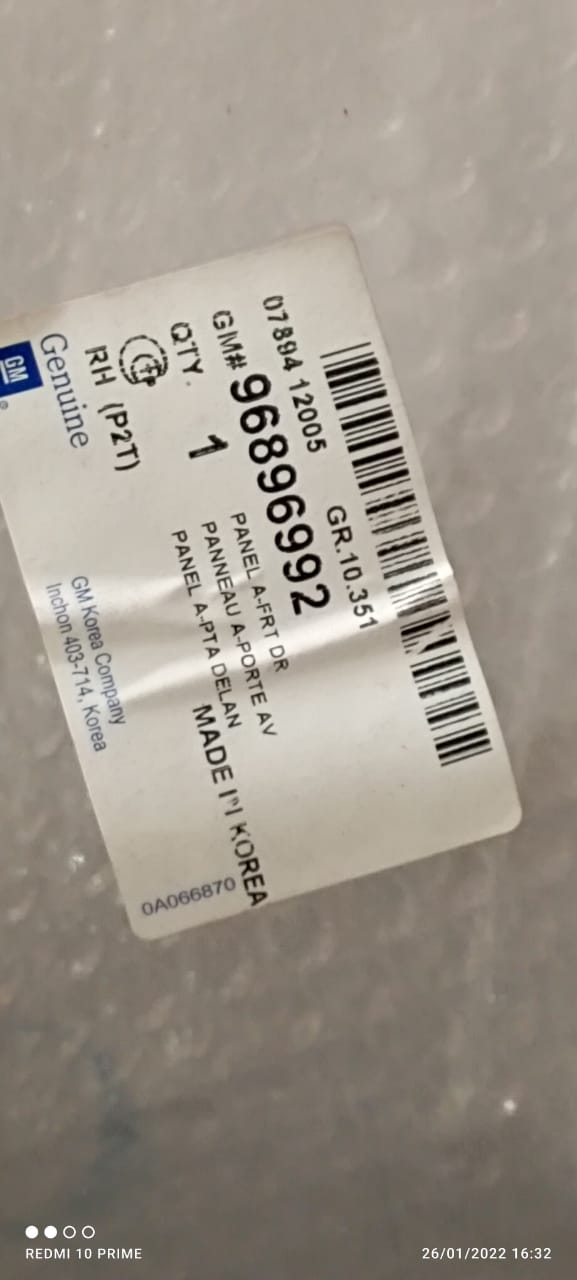 07894 12005
GR.10.351
GM# 96896992
PANEL A-FRT DR
QTY. 1
PANNEAU A-PORTE AV
PANEL A-PTA DELAN
RH (P2T)
MADE IN KOREA
GM
Genuine
GM Korea Company
Inchon 403-714, Korea
0A066870
REDMI 10 PRIME
26/01/2022 16:32